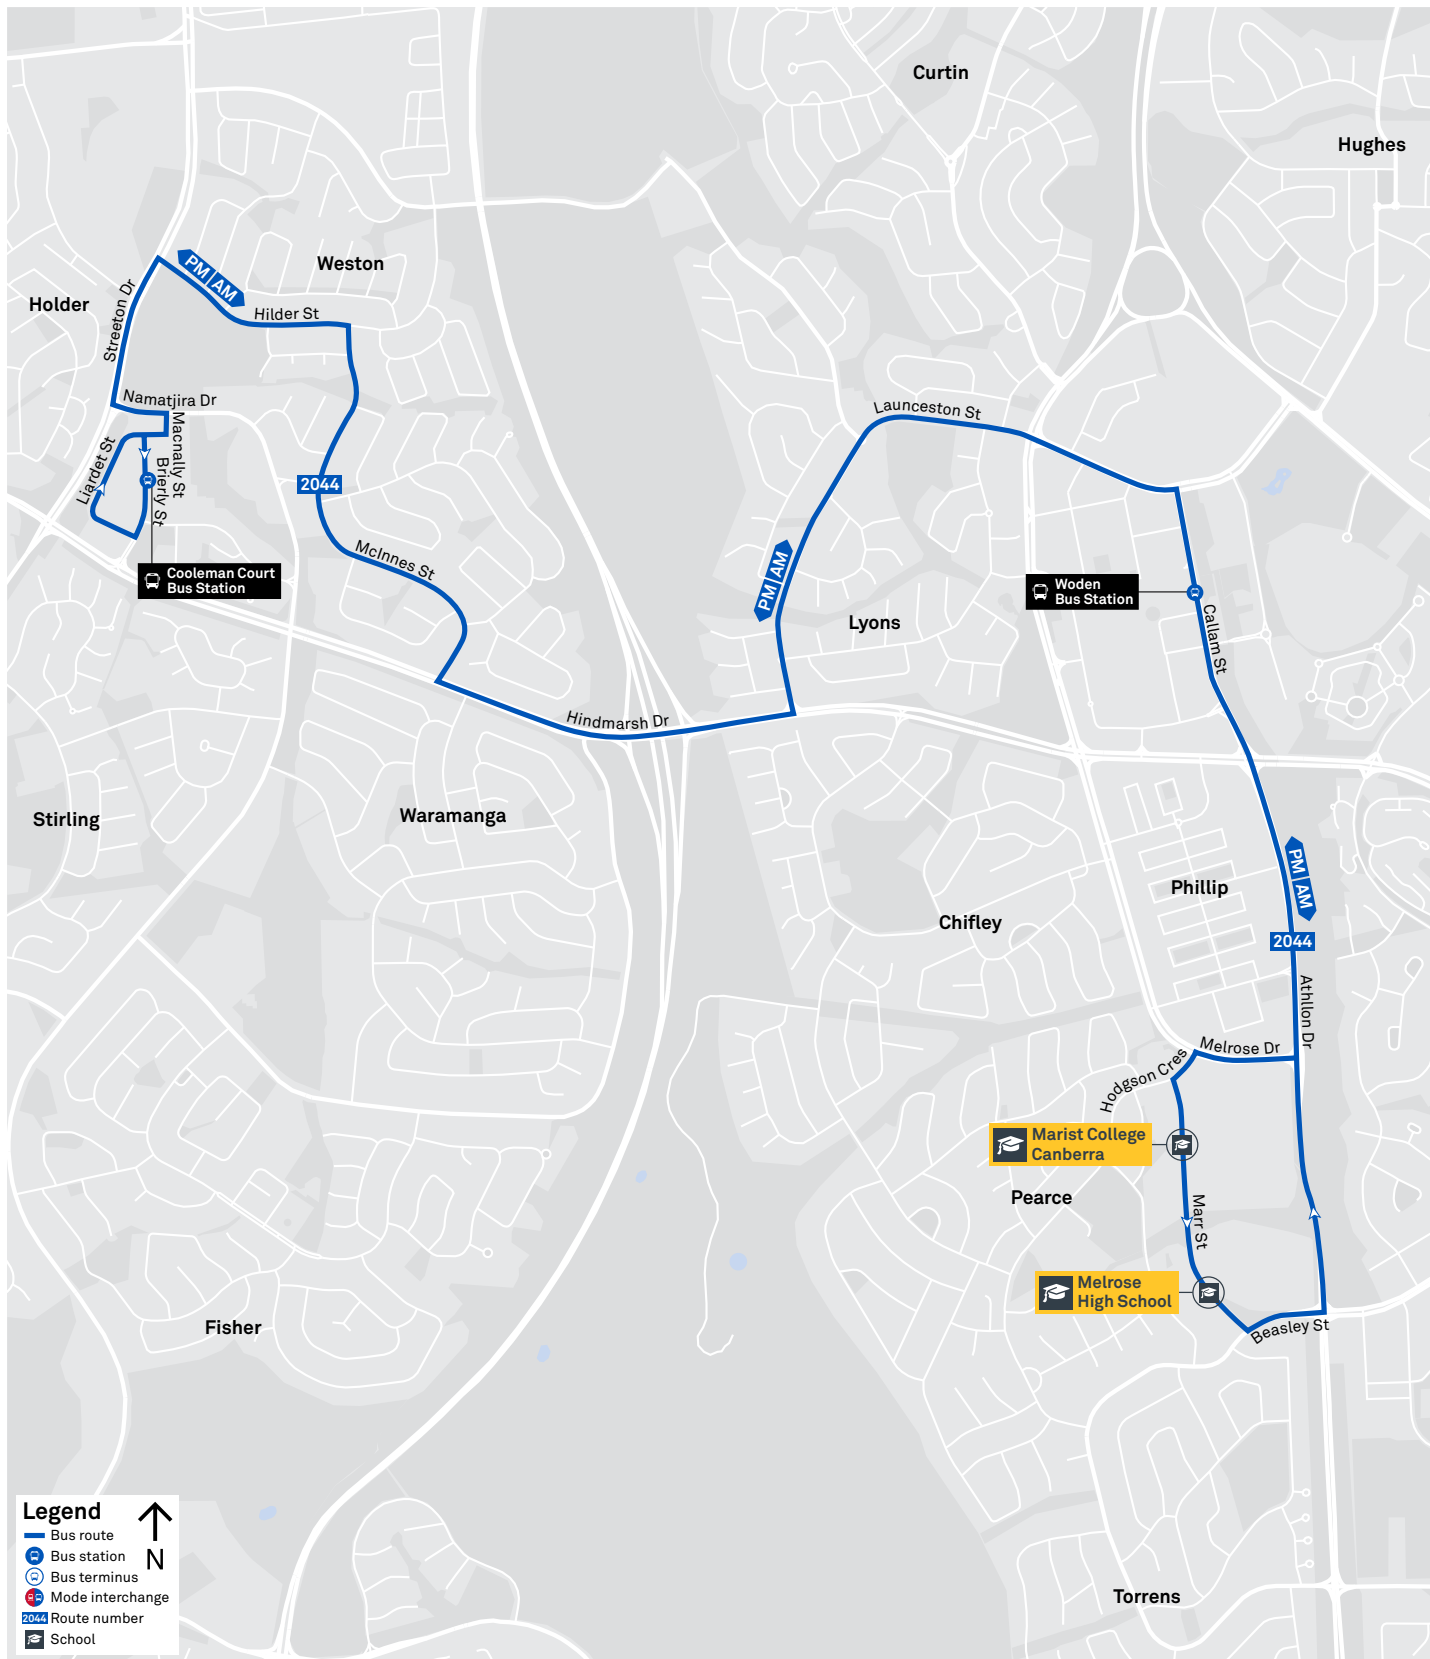 Curtin
Hughes
Weston
Holder
PM | AM
Hilder St
Streeton Dr
Namatjira Dr
Macnally St
Liardet St
Brierly St
2044
Cooleman Court
Bus Station
McInnes St
Hindmarsh Dr
Launceston St
PM | AM
Lyons
Woden
Bus Station
Callam St
Stirling
Waramanga
Phillip
Chifley
PM | AM
2044
Athllon Dr
Melrose Dr
Hodgson Cres
Marist College
Canberra
Pearce
Marr St
Melrose
High School
Beasley St
Fisher
Torrens
Legend
N
Bus route
Bus station
Bus terminus
Mode interchange
2044 Route number
School